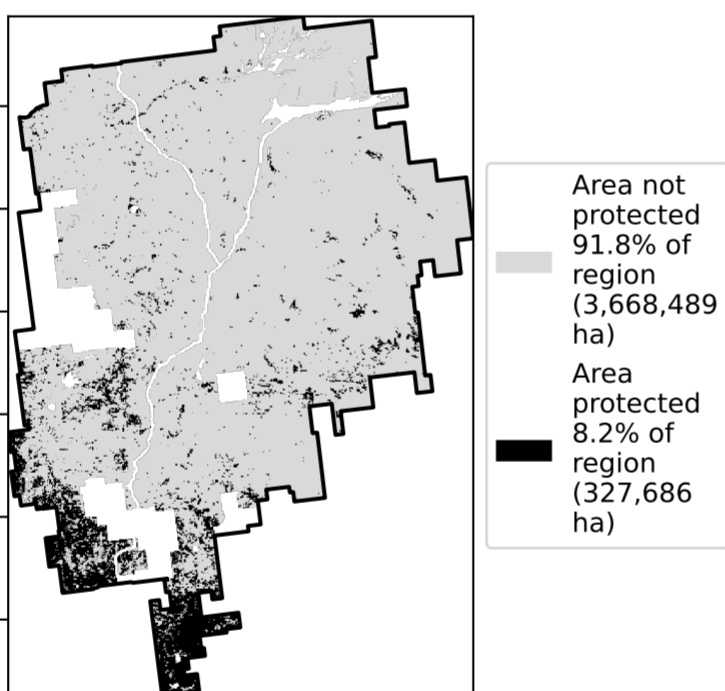 Area not
protected
91.8% of
region
(3,668,489
ha)
Area
protected
8.2% of
region
(327,686
ha)